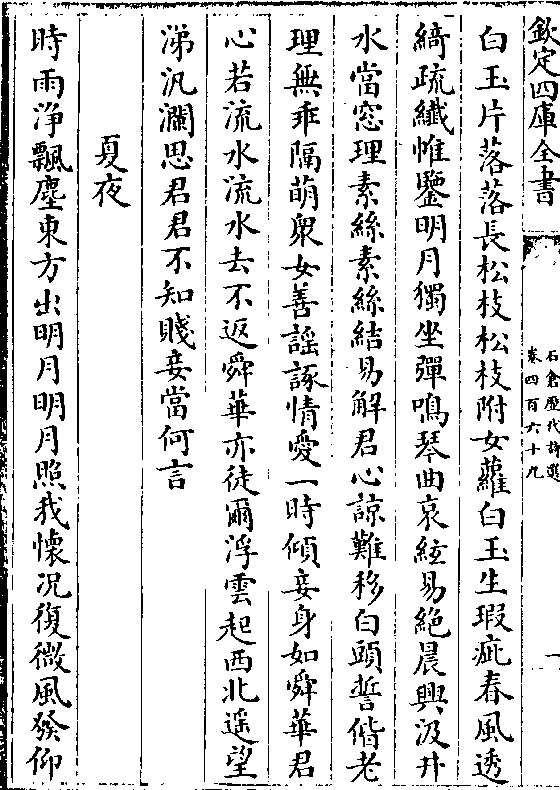 欽定四庫全書
石倉歴代詩選
卷四百六十九
一
白玉片落落長松枝松枝附女蘿白玉生瑕疵春風透
綺疏纎帷鑒明月獨坐彈鳴琴曲哀絃易絶晨興汲井
水當窓理素絲素絲結易解君心諒難移白頭誓偕老
理無乖隔萌衆女善謡諑情愛一時傾妾身如舜華君
心若流水流水去不返舜華亦徒爾浮雲起西北遥望
涕汎瀾思君君不知賤妾當何言
夏夜
時雨净飄塵東方出明月明月照我懷况復微風發仰